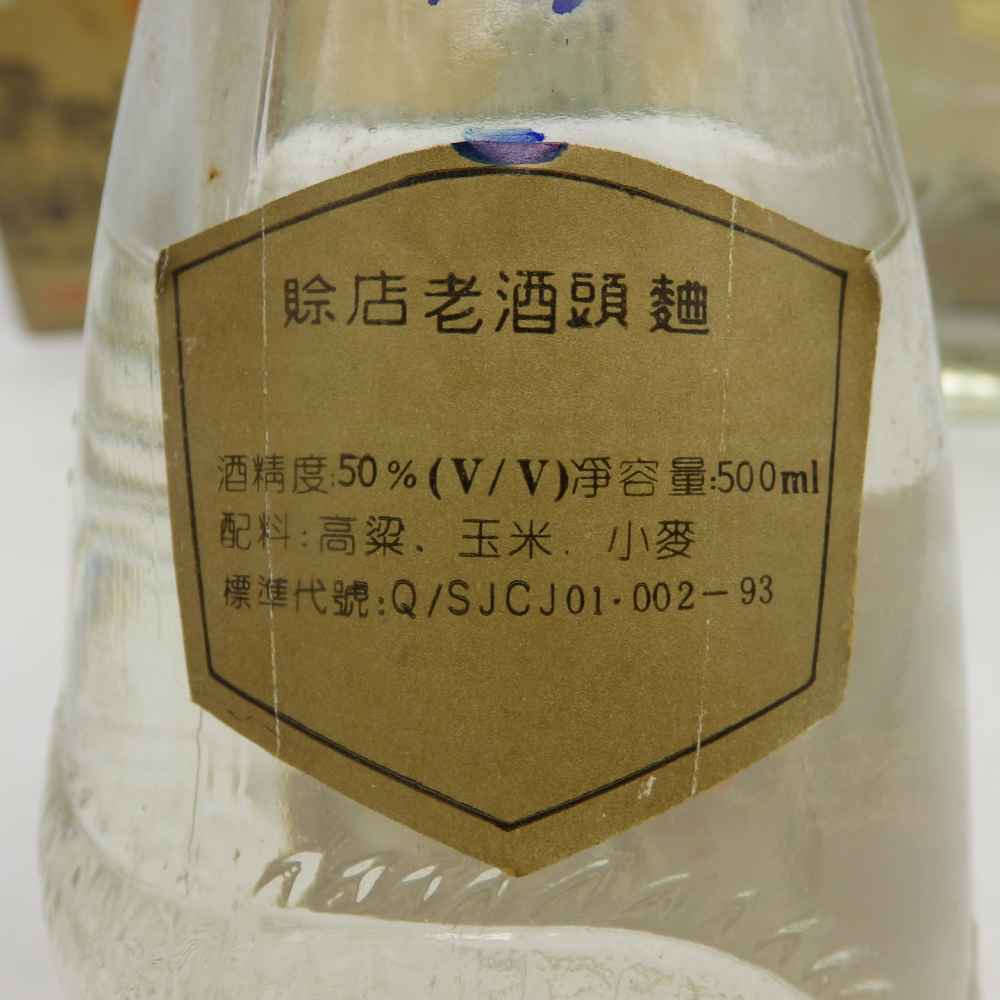 賒店老酒頭麯
酒精度:50%(V/V)淨容量:500ml
配料:高粱、玉米、小麥
標準代號:Q/SJCJ01·002-93